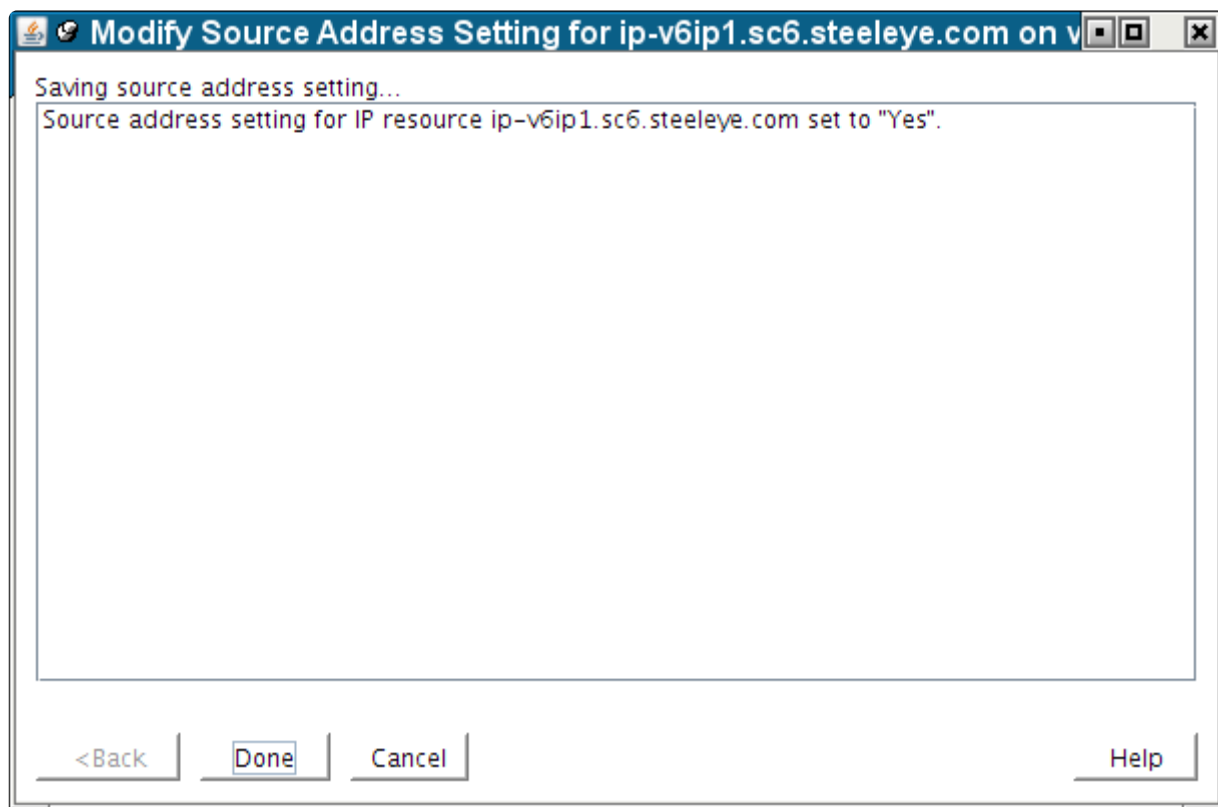 Modify Source Address Setting for ip-v6ip1.sc6.steeleye.com on
Saving source address setting...
Source address setting for IP resource ip-v6ip1.sc6.steeleye.com set to "Yes".
<Back
Done
Cancel
Help